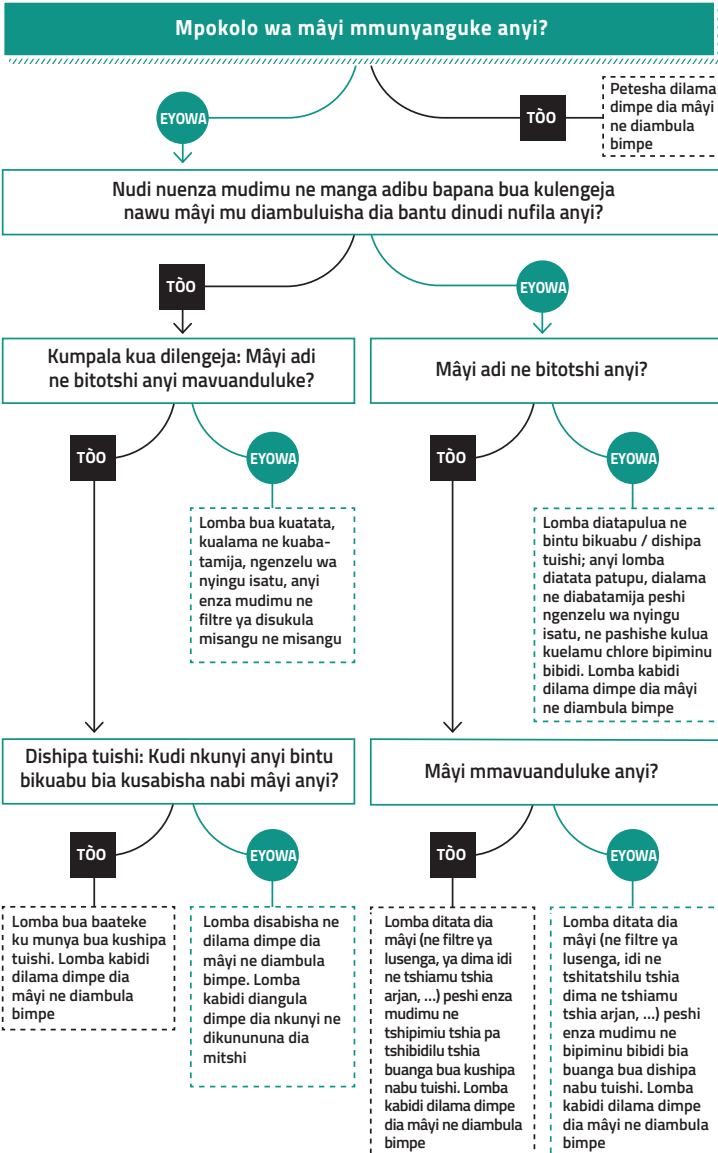 Mpokolo wa mâyi mmunyanguke anyi?
EYOWA
TÒO
Petesha dilama
dimpe dia mâyi
ne diambula
bimpe
Nudi nuenza mudimu ne manga adibu bapana bua kulengeja
nawu mâyi mu diambuluisha dia bantu dinudi nufila anyi?
TÒO
EYOWA
Kumpala kua dilengeja: Mâyi adi
ne bitotshi anyi mavuanduluke?
Mâyi adi ne bitotshi anyi?
TÒO
EYOWA
TÒO
EYOWA
Lomba bua kuatata,
kualama ne kuaba-
tamija, ngenzelu wa
nyingu isatu, anyi
enza mudimu ne
filtre ya disukula
misangu ne misangu
Lomba diatapulua ne
bintu bikuabu / dishipa
tuishi; anyi lomba
diatata patupu, dialama
ne diabatamija peshi
ngenzelu wa nyingu
isatu, ne pashishe kulua
kuelamu chlore bipiminu
bibidi. Lomba kabidi
dilama dimpe dia mâyi
ne diambula bimpe
Dishipa tuishi: Kudi nkunyi anyi bintu
bikuabu bia kusabisha nabi mâyi anyi?
Mâyi mmavuanduluke anyi?
TÒO
EYOWA
TÒO
EYOWA
Lomba bua baateke
ku munya bua kushipa
tuishi. Lomba kabidi
dilama dimpe dia
mâyi ne diambula
bimpe
Lomba disabisha ne
dilama dimpe dia
mâyi ne diambula
bimpe. Lomba
kabidi diangula
dimpe dia nkunyi ne
dikunununa dia
mitshi
Lomba ditata dia
mâyi (ne filtre ya
lusenga, ya dima idi
ne tshiamu tshia
arjan, ...) peshi enza
mudimu ne
tshipimiu tshia pa
tshibidilu tshia
buanga bua kushipa
nabu tuishi. Lomba
kabidi dilama dimpe
dia mâyi ne diambula
bimpe
Lomba ditata dia
mâyi (ne filtre ya
lusenga, idi ne
tshitatshilu tshia
dima ne tshiamu
tshia arjan, ...) peshi
enza mudimu ne
bipiminu bibidi bia
buanga bua dishipa
nabu tuishi. Lomba
kabidi dilama dimpe
dia mâyi ne diambula
bimpe